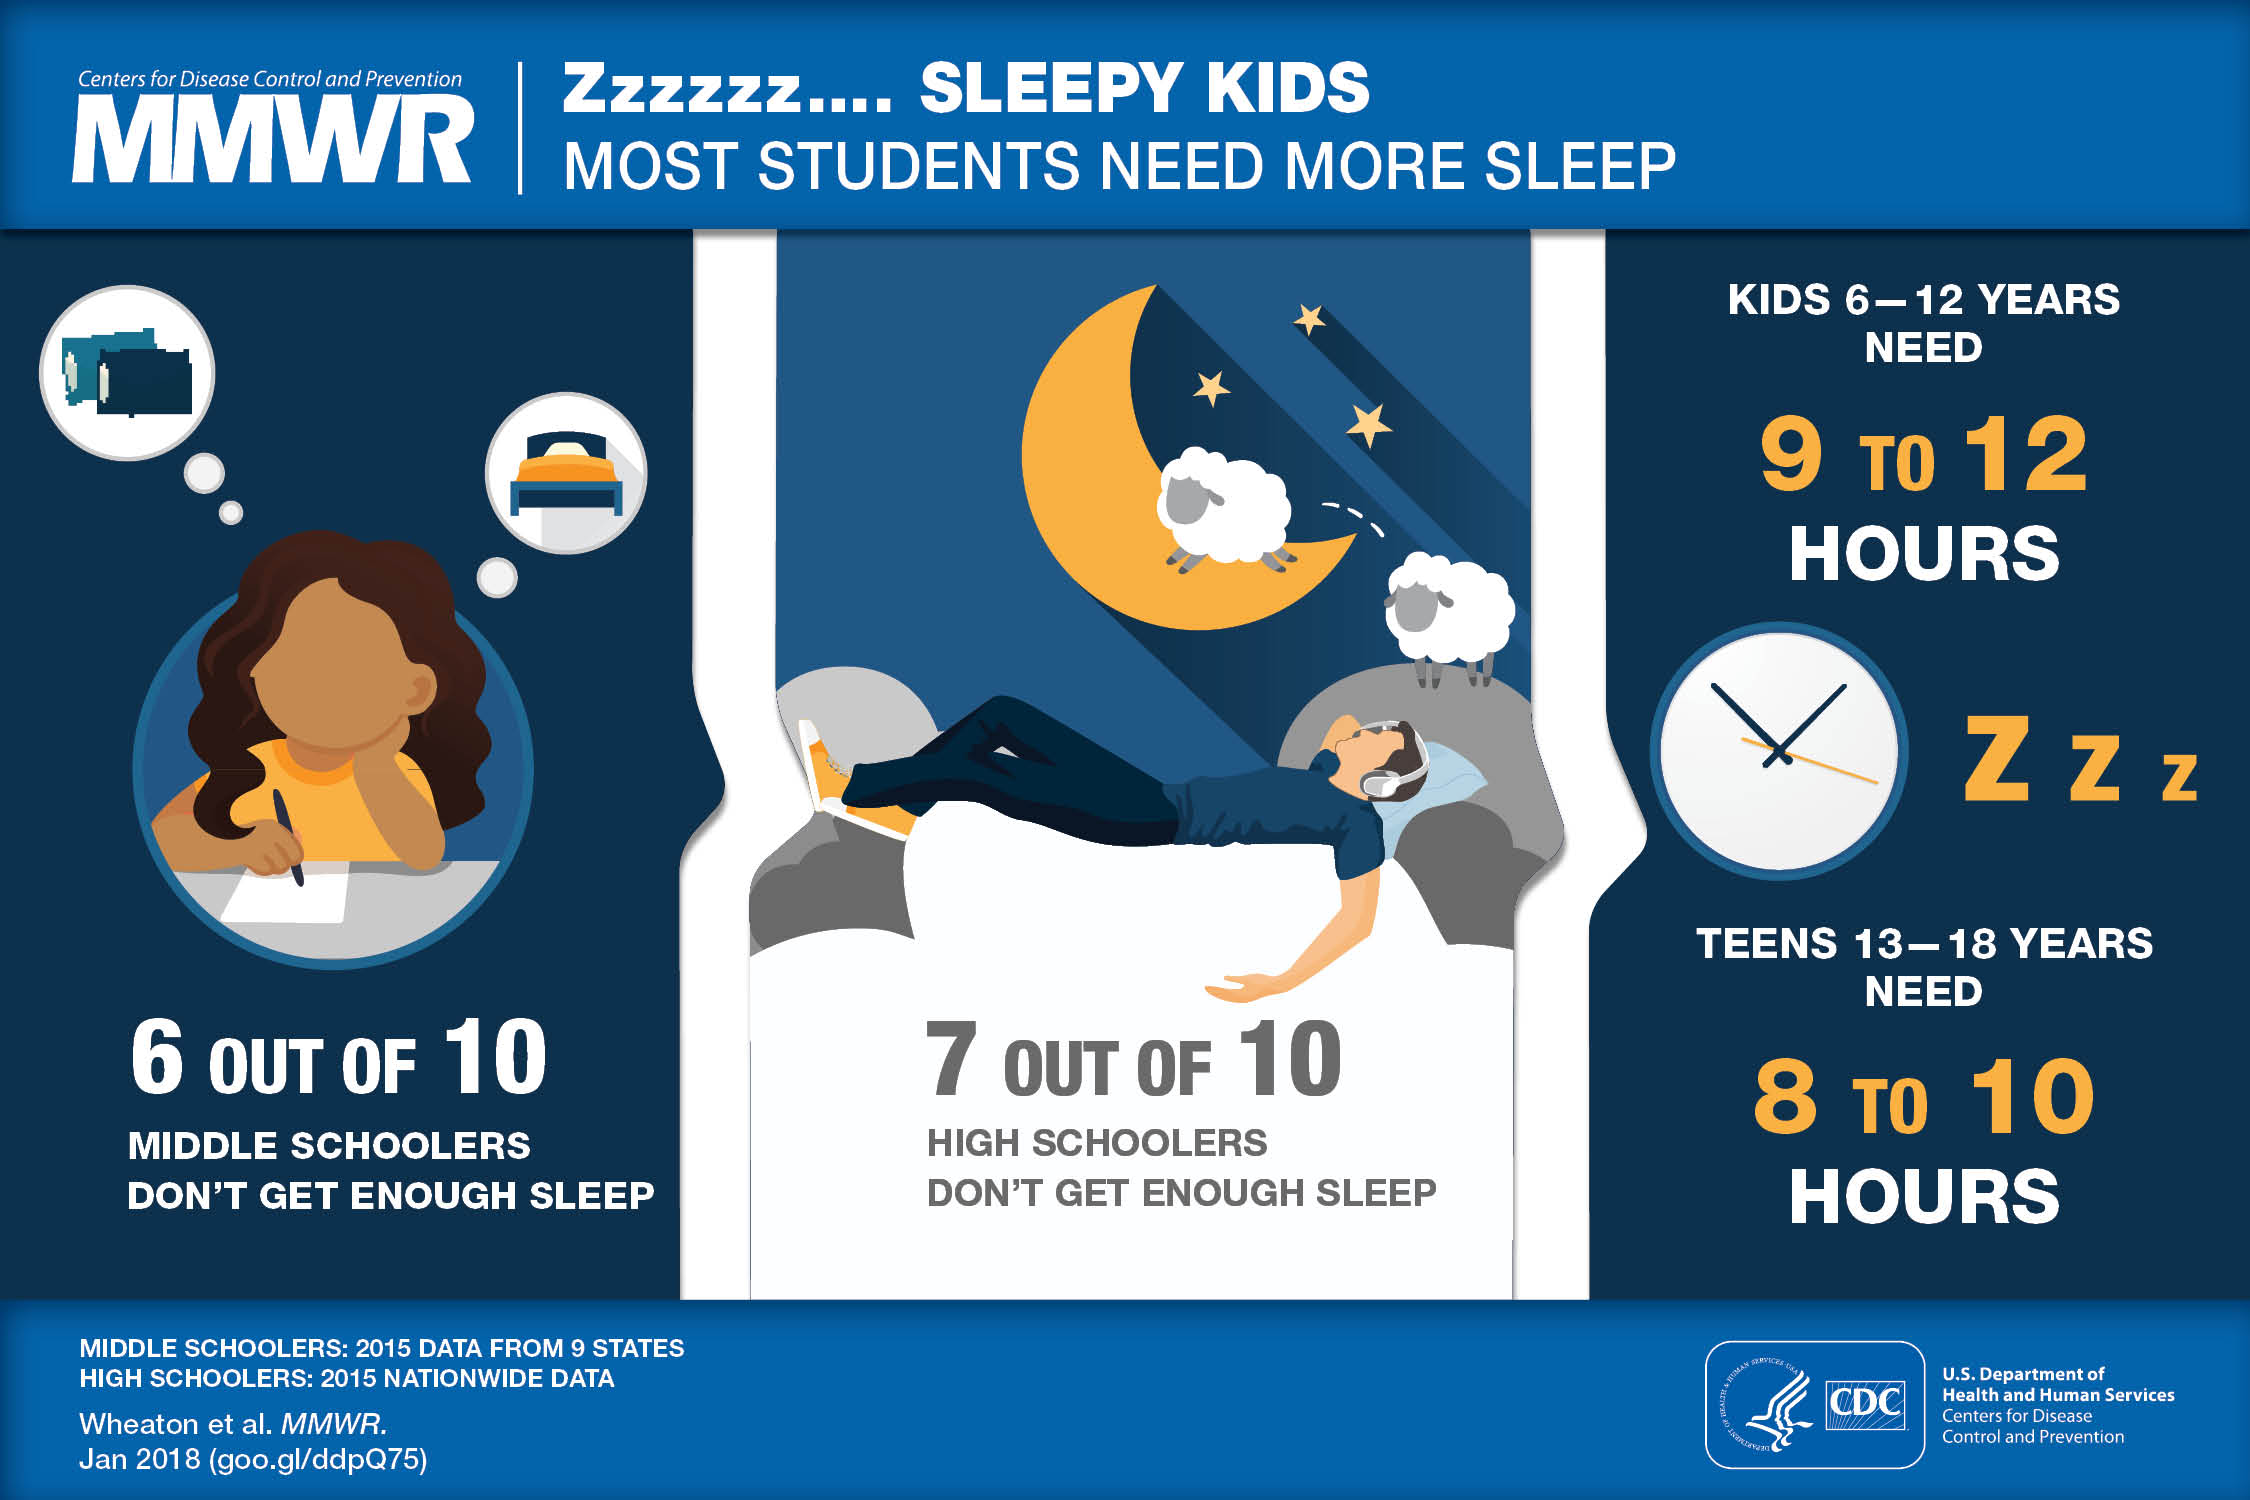 Centers for Disease Control and Prevention
MMWR
Zzzzzz.... SLEEPY KIDS
MOST STUDENTS NEED MORE SLEEP
6 OUT OF 10
MIDDLE SCHOOLERS
DON'T GET ENOUGH SLEEP
7 OUT OF 10
HIGH SCHOOLERS
DON'T GET ENOUGH SLEEP
KIDS 6–12 YEARS
NEED
9 TO 12
HOURS
Z Z Z
TEENS 13–18 YEARS
NEED
8 TO 10
HOURS
MIDDLE SCHOOLERS: 2015 DATA FROM 9 STATES
HIGH SCHOOLERS: 2015 NATIONWIDE DATA
Wheaton et al. MMWR.
Jan 2018 (goo.gl/ddpQ75)
DEPARTMENT OF HEALTH & HUMAN SERVICES USA
CDC
U.S. Department of
Health and Human Services
Centers for Disease
Control and Prevention